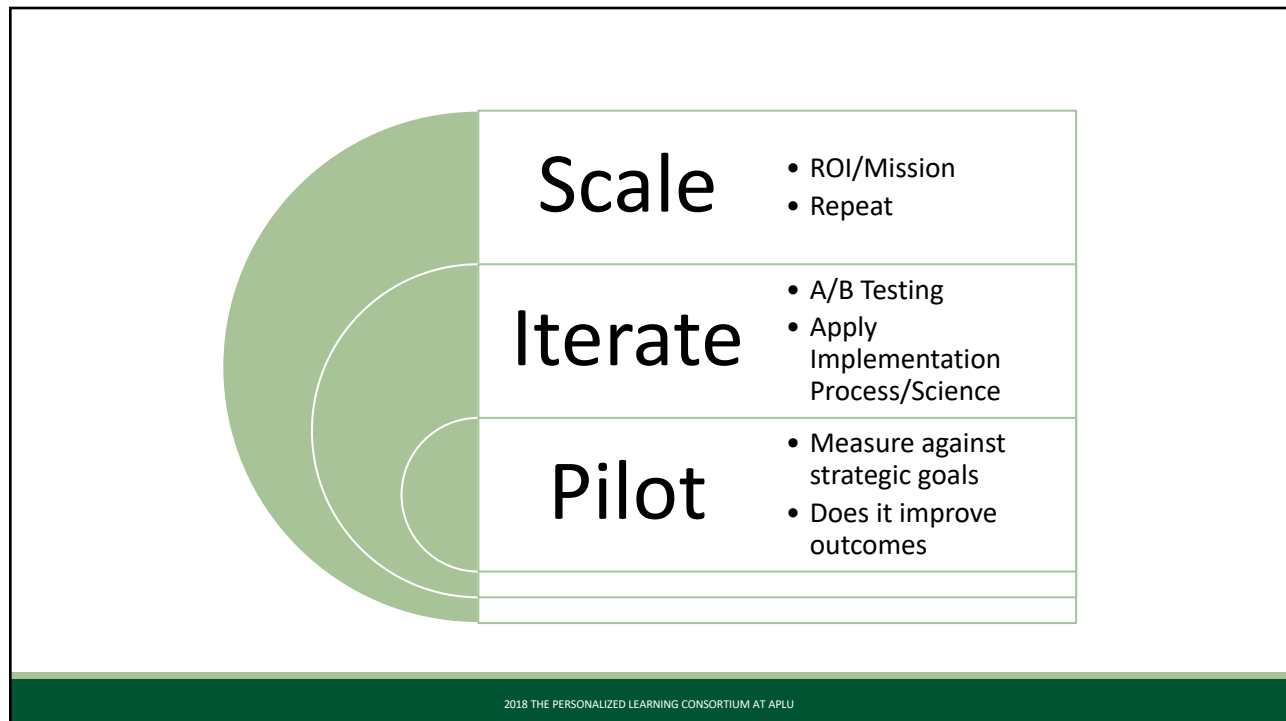 Scale
• ROI/Mission
• Repeat
Iterate
• A/B Testing
• Apply
Implementation
Process/Science
Pilot
• Measure against
strategic goals
• Does it improve
outcomes
2018 THE PERSONALIZED LEARNING CONSORTIUM AT APLU